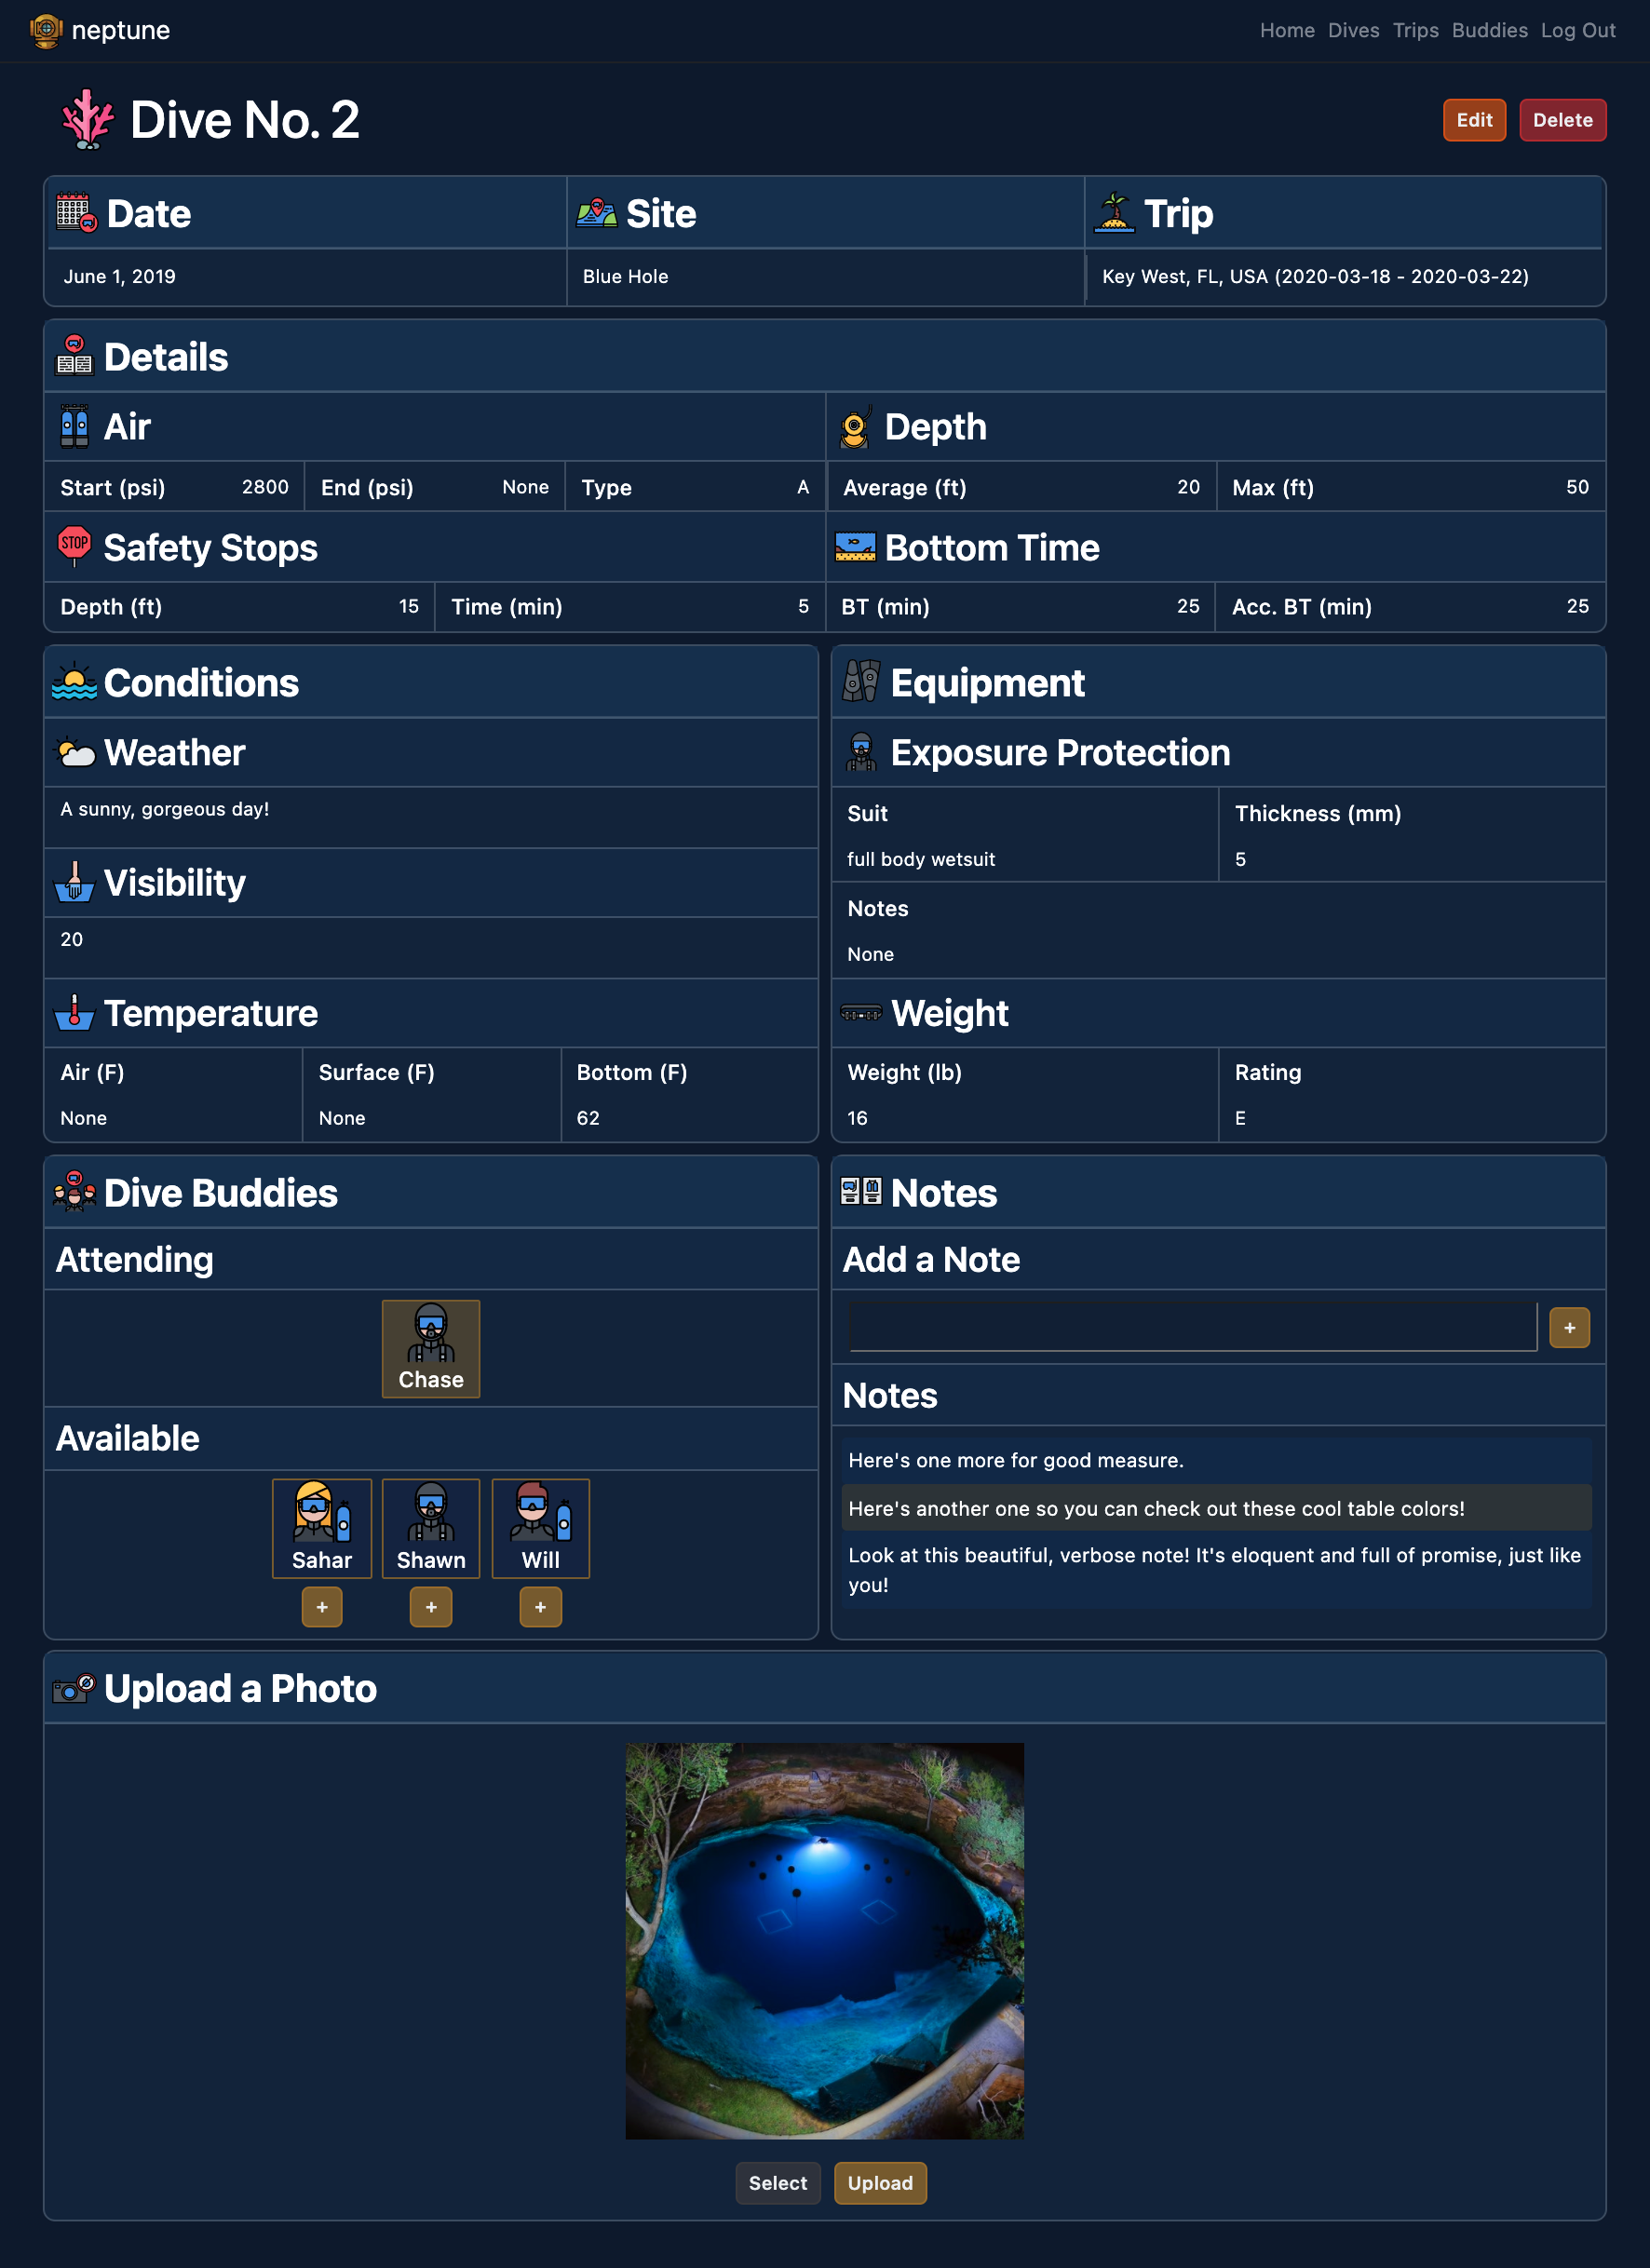 neptune
Home Dives Trips Buddies Log Out
Dive No. 2
Edit Delete
Date Site Trip
June 1, 2019 Blue Hole Key West, FL, USA (2020-03-18 - 2020-03-22)
Details
Air Depth
Start (psi) 2800 End (psi) None Type A Average (ft) 20 Max (ft) 50
STOP
Safety Stops Bottom Time
Depth (ft) 15 Time (min) 5 BT (min) 25 Acc. BT (min) 25
Conditions
Weather
A sunny, gorgeous day!
Visibility
20
Temperature
Air (F) Surface (F) Bottom (F)
None None 62
Equipment
Exposure Protection
Suit Thickness (mm)
full body wetsuit 5
Notes
None
Weight
Weight (lb) Rating
16 E
Dive Buddies
Attending
Chase
Available
Sahar Shawn Will
+ + +
Notes
Add a Note
+
Notes
Here's one more for good measure.
Here's another one so you can check out these cool table colors!
Look at this beautiful, verbose note! It's eloquent and full of promise, just like
you!
Upload a Photo
Select Upload